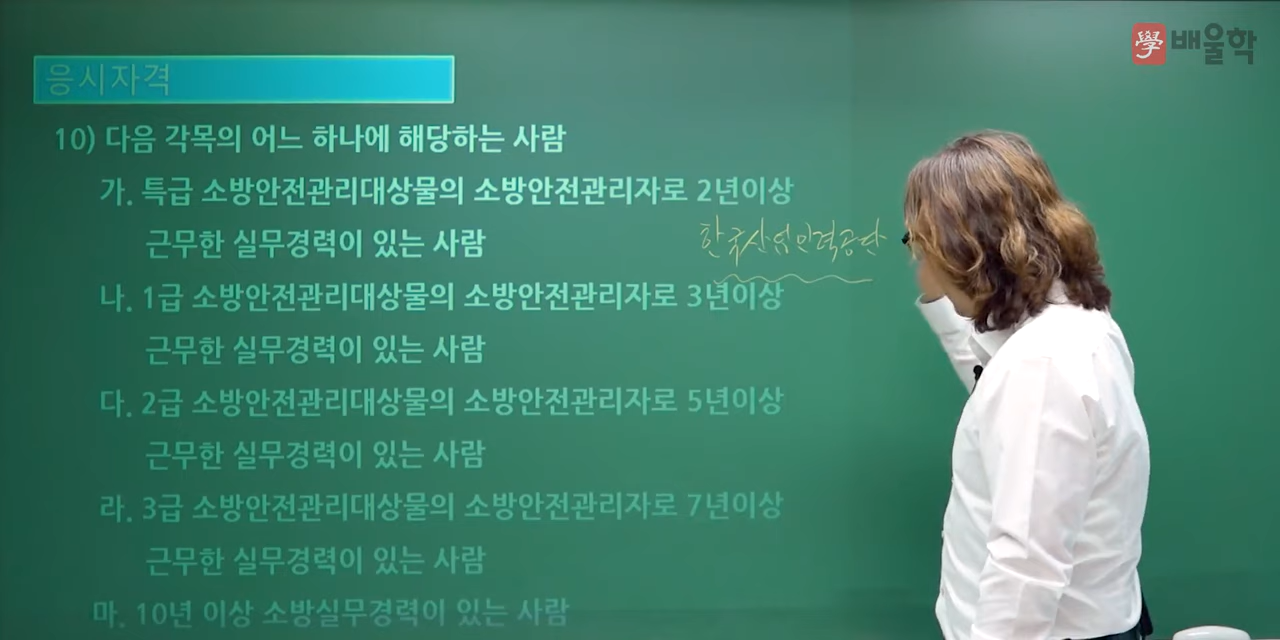 學 배울학
응시자격
10) 다음 각목의 어느 하나에 해당하는 사람
가. 특급 소방안전관리대상물의 소방안전관리자로 2년이상
근무한 실무경력이 있는 사람
한국산업인력공단
나. 1급 소방안전관리대상물의 소방안전관리자로 3년이상
근무한 실무경력이 있는 사람
다. 2급 소방안전관리대상물의 소방안전관리자로 5년이상
근무한 실무경력이 있는 사람
라. 3급 소방안전관리대상물의 소방안전관리자로 7년이상
근무한 실무경력이 있는 사람
마. 10년 이상 소방실무경력이 있는 사람